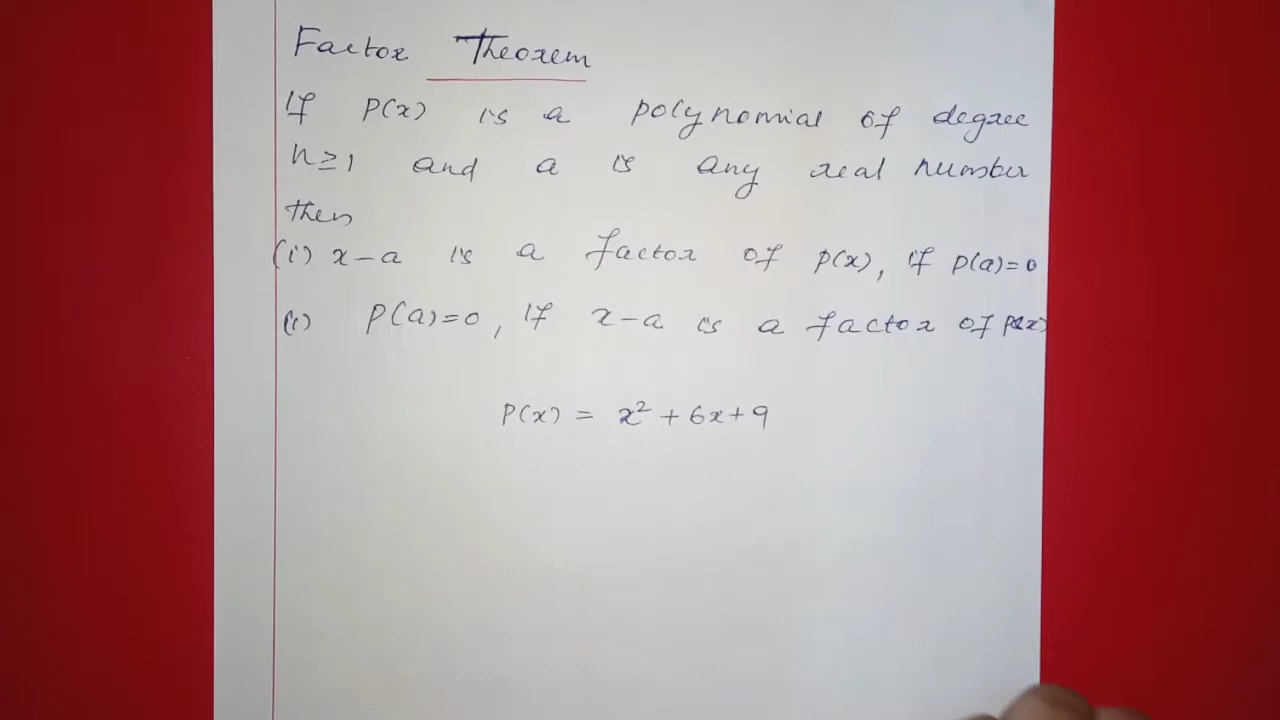 Factor Theorem
If P(x) is a polynomial of degree
n≥1 and a is any real number
then
(i) x-a is a factor of P(x), if p(a)=0
(i) P(a)=0, If x-a is a factor of P(x)
P(x) = x² + 6x + 9